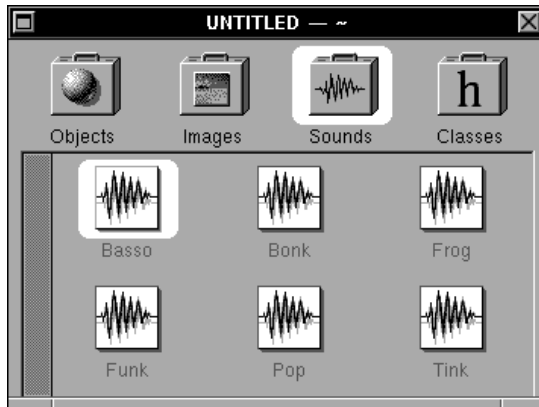 UNTITLED — ~
Objects Images Sounds Classes
h
Basso Bonk Frog
Funk Pop Tink